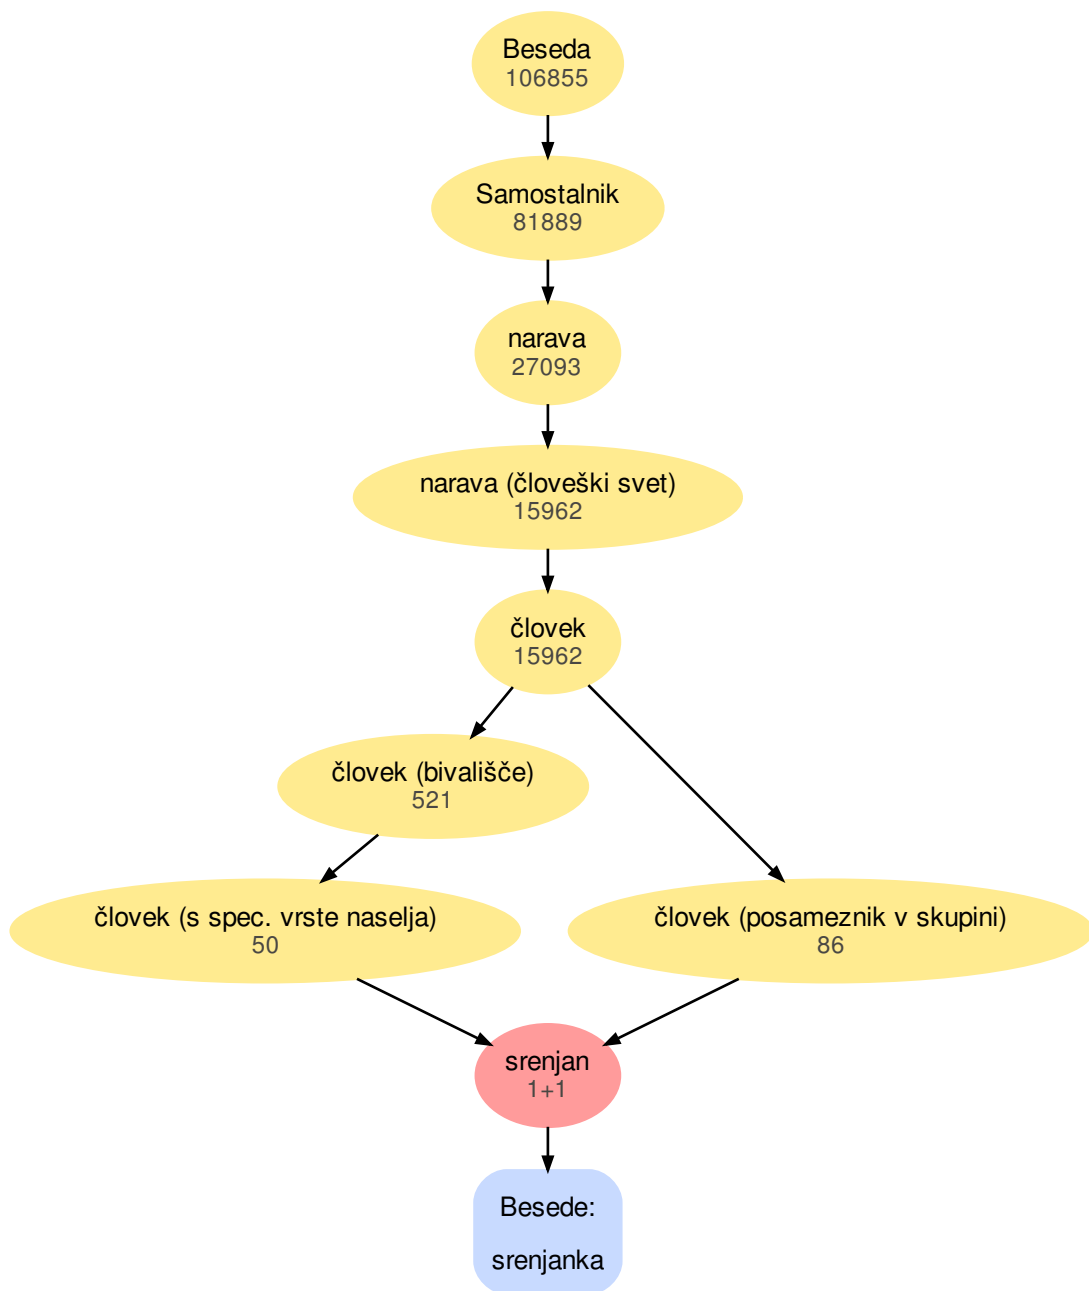 Beseda
106855
Samostalnik
81889
narava
27093
narava (človeški svet)
15962
človek
15962
človek (bivališče)
521
človek (s spec. vrste naselja)
50
človek (posameznik v skupini)
86
srenjan
1+1
Besede:
srenjanka